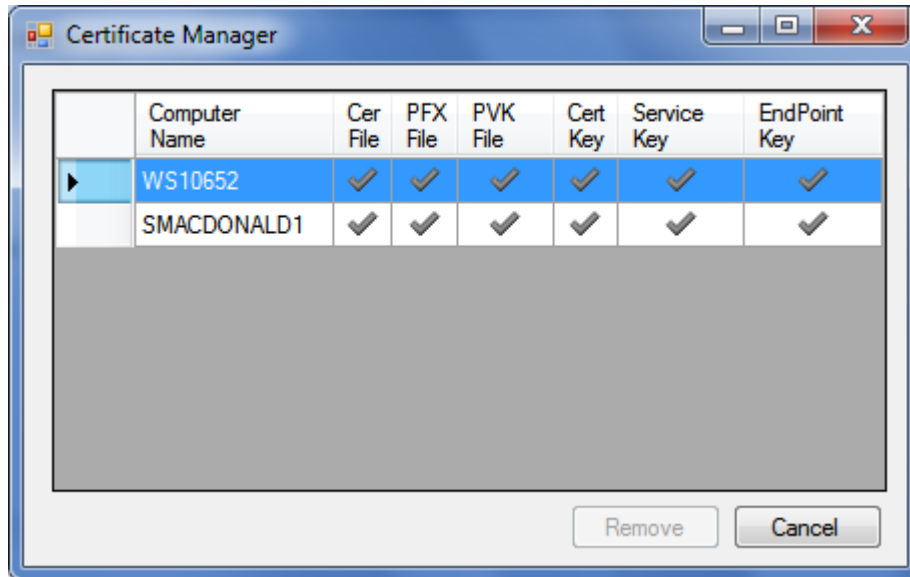 Certificate Manager
Computer Name Cer File PFX File PVK File Cert Key Service Key EndPoint Key
WS10652
SMACDONALD1
Remove Cancel